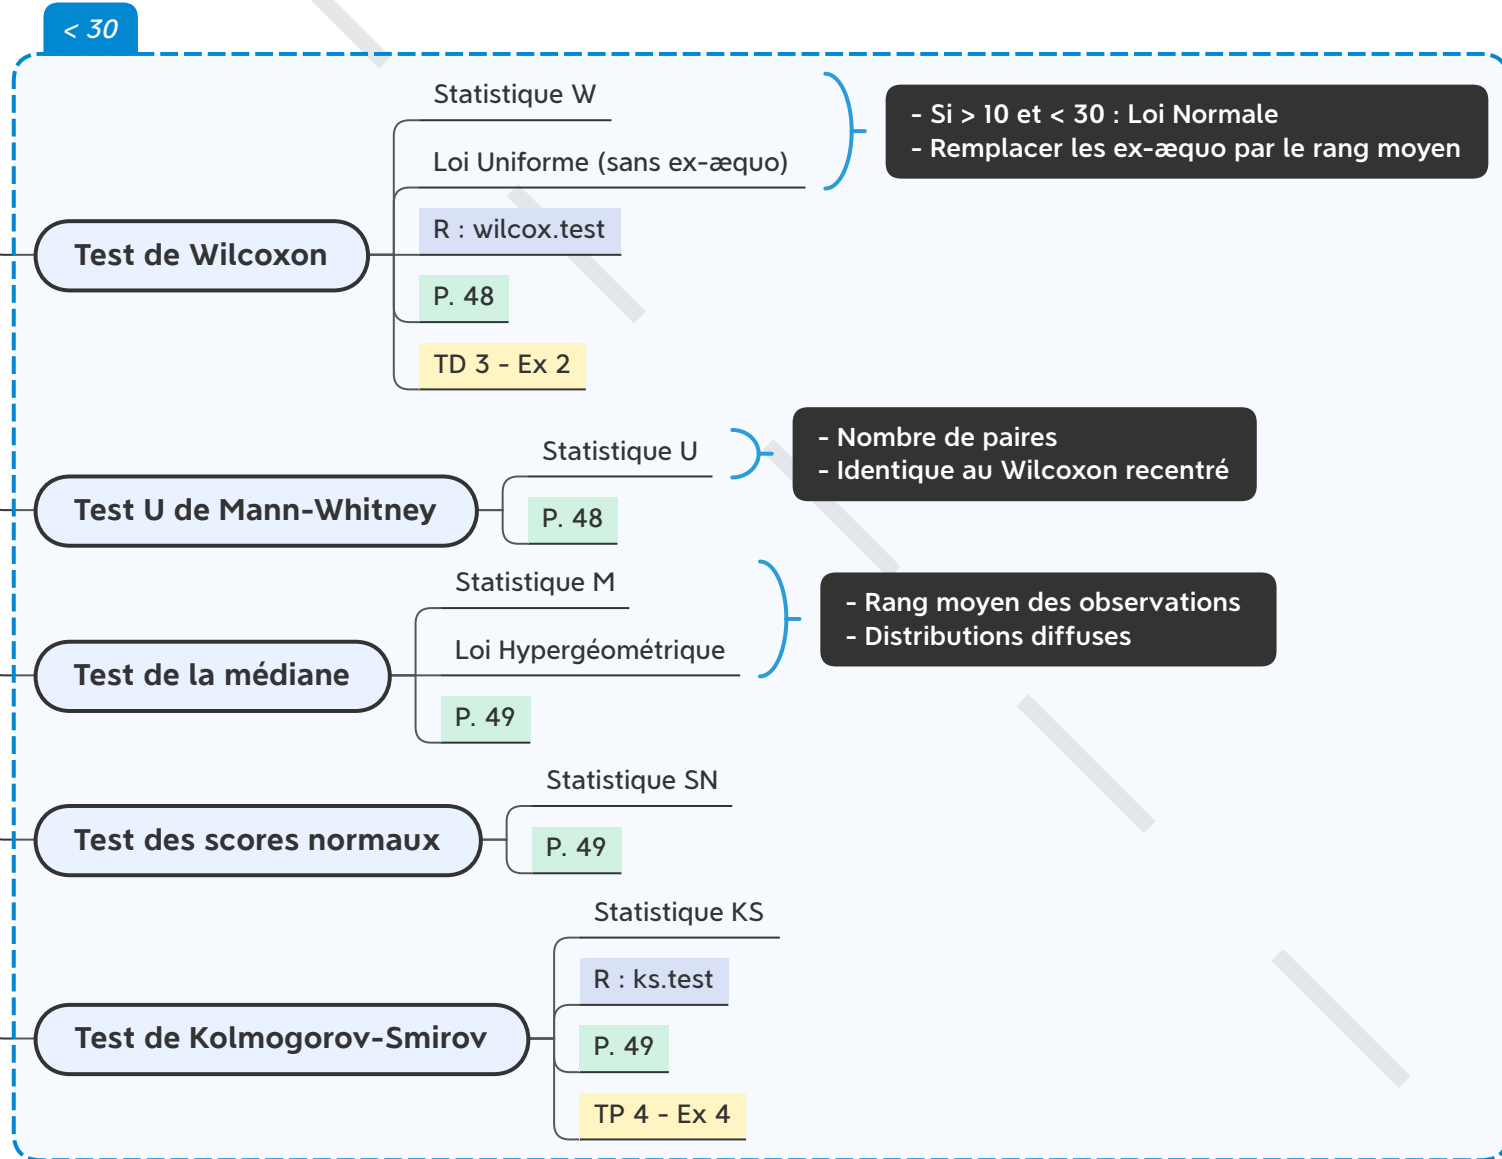 < 30
Statistique W
Loi Uniforme (sans ex-æquo)
- Si > 10 et < 30 : Loi Normale
- Remplacer les ex-æquo par le rang moyen
Test de Wilcoxon
R : wilcox.test
P. 48
TD 3 - Ex 2
Test U de Mann-Whitney
Statistique U
- Nombre de paires
- Identique au Wilcoxon recentré
P. 48
Test de la médiane
Statistique M
Loi Hypergéométrique
- Rang moyen des observations
- Distributions diffuses
P. 49
Test des scores normaux
Statistique SN
P. 49
Test de Kolmogorov-Smirov
Statistique KS
R : ks.test
P. 49
TP 4 - Ex 4